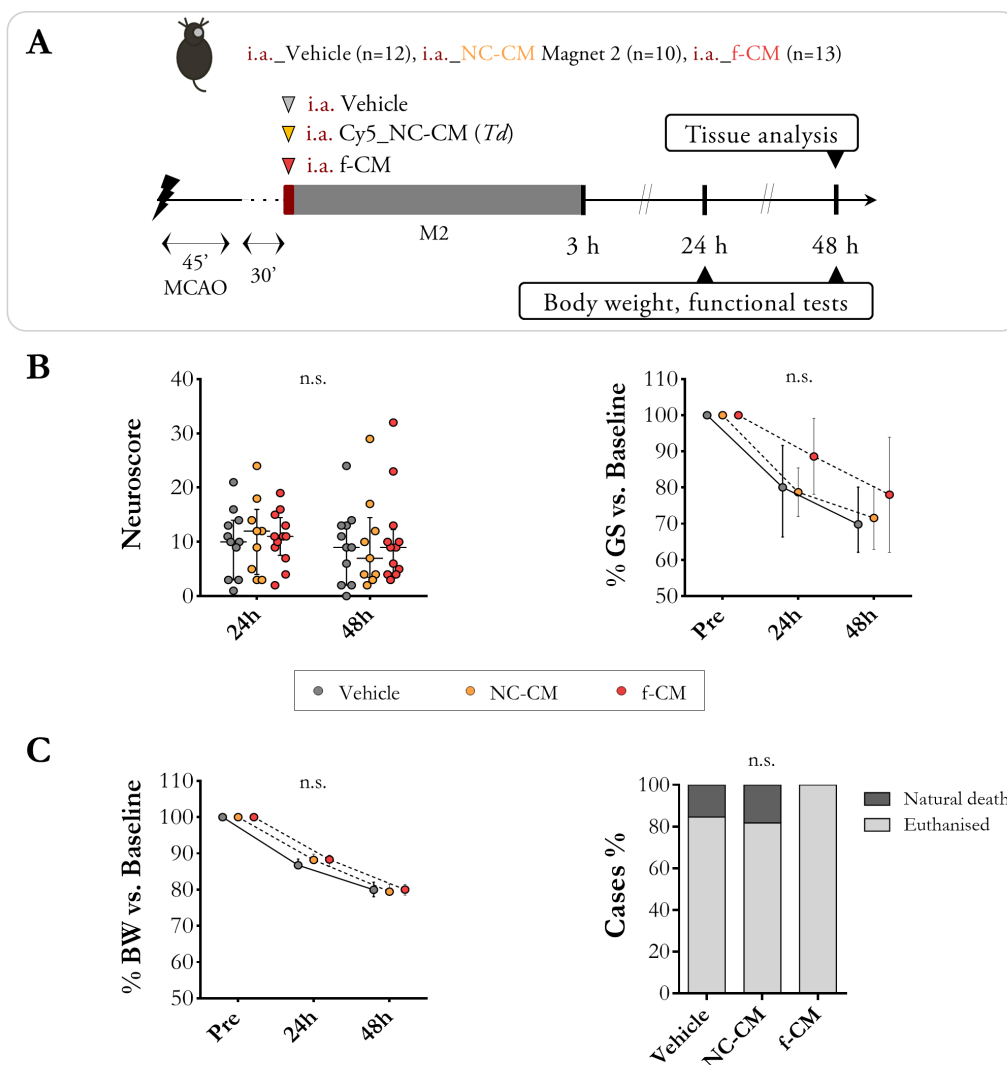 A
i.a._Vehicle (n=12), i.a._NC-CM Magnet 2 (n=10), i.a._f-CM (n=13)
i.a. Vehicle
i.a. Cy5_NC-CM (Td)
i.a. f-CM
Tissue analysis
M2
45’
MCAO
30’
3 h
24 h
48 h
Body weight, functional tests
B
Neuroscore
n.s.
40
30
20
10
0
24h
48h
% GS vs. Baseline
n.s.
110
100
90
80
70
60
50
Pre
24h
48h
Vehicle
NC-CM
f-CM
C
% BW vs. Baseline
n.s.
110
100
90
80
70
60
50
Pre
24h
48h
Cases %
n.s.
100
80
60
40
20
0
Vehicle
NC-CM
f-CM
Natural death
Euthanised